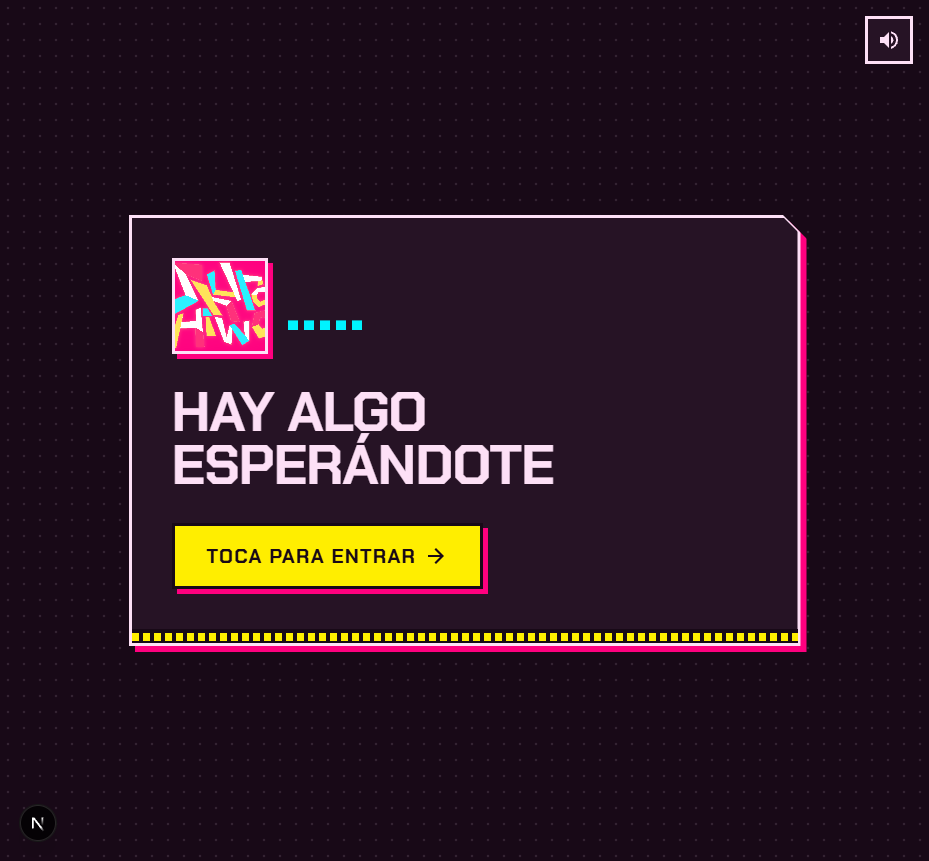 HAY ALGO
ESPERÁNDOTE
TOCA PARA ENTRAR →
N